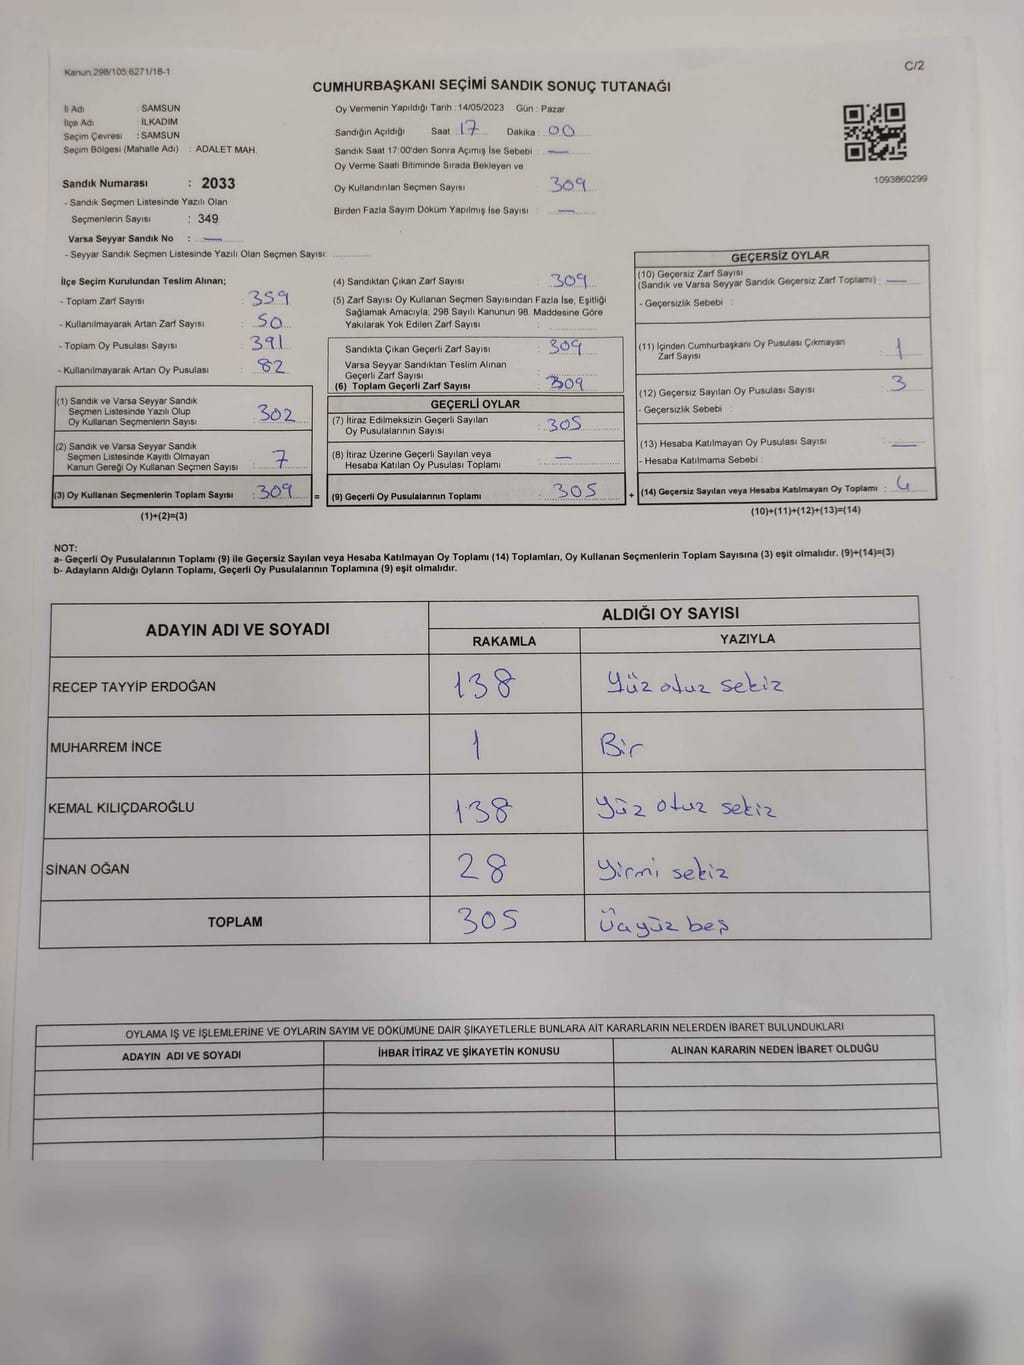 Kanun,298/105,6271/18-1
C/2
CUMHURBAŞKANI SEÇİMİ SANDIK SONUÇ TUTANAĞI
İl Adı : SAMSUN
İlçe Adı : İLKADIM
Seçim Çevresi : SAMSUN
Seçim Bölgesi (Mahalle Adı) : ADALET MAH.
Sandık Numarası : 2033
- Sandık Seçmen Listesinde Yazılı Olan
Seçmenlerin Sayısı : 349
Varsa Seyyar Sandık No : —
- Seyyar Sandık Seçmen Listesinde Yazılı Olan Seçmen Sayısı:
Oy Vermenin Yapıldığı Tarih : 14/05/2023 Gün : Pazar
Sandığın Açıldığı Saat : 17 Dakika : 00
Sandık Saat 17:00'den Sonra Açımış İse Sebebi : —
Oy Verme Saati Bitiminde Sırada Bekleyen ve
Oy Kullandırılan Seçmen Sayısı : 309
Birden Fazla Sayım Döküm Yapılmış İse Sayısı : —
1093860299
İlçe Seçim Kurulundan Teslim Alınan;
- Toplam Zarf Sayısı : 359
- Kullanılmayarak Artan Zarf Sayısı : 50
- Toplam Oy Pusulası Sayısı : 391
- Kullanılmayarak Artan Oy Pusulası : 82
(1) Sandık ve Varsa Seyyar Sandık
Seçmen Listesinde Yazılı Olup
Oy Kullanan Seçmenlerin Sayısı : 302
(2) Sandık ve Varsa Seyyar Sandık
Seçmen Listesinde Kayıtlı Olmayan
Kanun Gereği Oy Kullanan Seçmen Sayısı : 7
(3) Oy Kullanan Seçmenlerin Toplam Sayısı : 309 =
(1)+(2)=(3)
(4) Sandıktan Çıkan Zarf Sayısı : 309
(5) Zarf Sayısı Oy Kullanan Seçmen Sayısından Fazla İse, Eşitliği
Sağlamak Amacıyla; 298 Sayılı Kanunun 98. Maddesine Göre
Yakılarak Yok Edilen Zarf Sayısı :
Sandıkta Çıkan Geçerli Zarf Sayısı : 309
Varsa Seyyar Sandıktan Teslim Alınan
Geçerli Zarf Sayısı :
(6) Toplam Geçerli Zarf Sayısı : 309
GEÇERLİ OYLAR
(7) İtiraz Edilmeksizin Geçerli Sayılan
Oy Pusulalarının Sayısı : 305
(8) İtiraz Üzerine Geçerli Sayılan veya
Hesaba Katılan Oy Pusulası Toplamı : —
(9) Geçerli Oy Pusulalarının Toplamı : 305 +
GEÇERSİZ OYLAR
(10) Geçersiz Zarf Sayısı
(Sandık ve Varsa Seyyar Sandık Geçersiz Zarf Toplamı) : —
- Geçersizlik Sebebi :
(11) İçinden Cumhurbaşkanı Oy Pusulası Çıkmayan
Zarf Sayısı : 1
(12) Geçersiz Sayılan Oy Pusulası Sayısı : 3
- Geçersizlik Sebebi :
(13) Hesaba Katılmayan Oy Pusulası Sayısı : —
- Hesaba Katılmama Sebebi :
(14) Geçersiz Sayılan veya Hesaba Katılmayan Oy Toplamı : 4
(10)+(11)+(12)+(13)=(14)
NOT:
a- Geçerli Oy Pusulalarının Toplamı (9) ile Geçersiz Sayılan veya Hesaba Katılmayan Oy Toplamı (14) Toplamları, Oy Kullanan Seçmenlerin Toplam Sayısına (3) eşit olmalıdır. (9)+(14)=(3)
b- Adayların Aldığı Oyların Toplamı, Geçerli Oy Pusulalarının Toplamına (9) eşit olmalıdır.
ADAYIN ADI VE SOYADI ALDIĞI OY SAYISI
RAKAMLA YAZIYLA
RECEP TAYYİP ERDOĞAN 138 Yüz otuz sekiz
MUHARREM İNCE 1 Bir
KEMAL KILIÇDAROĞLU 138 Yüz otuz sekiz
SİNAN OĞAN 28 Yirmi sekiz
TOPLAM 305 Üçyüz beş
OYLAMA İŞ VE İŞLEMLERİNE VE OYLARIN SAYIM VE DÖKÜMÜNE DAİR ŞİKAYETLERLE BUNLARA AİT KARARLARIN NELERDEN İBARET BULUNDUKLARI
ADAYIN ADI VE SOYADI İHBAR İTİRAZ VE ŞİKAYETİN KONUSU ALINAN KARARIN NEDEN İBARET OLDUĞU